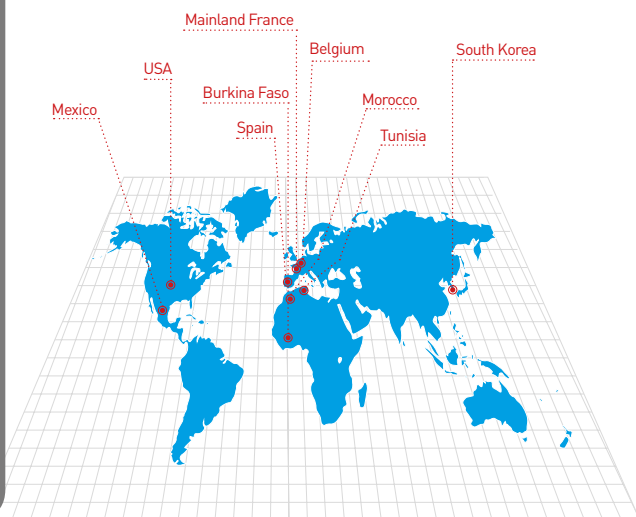 Mainland France
Belgium
South Korea
USA
Burkina Faso
Morocco
Mexico
Spain
Tunisia